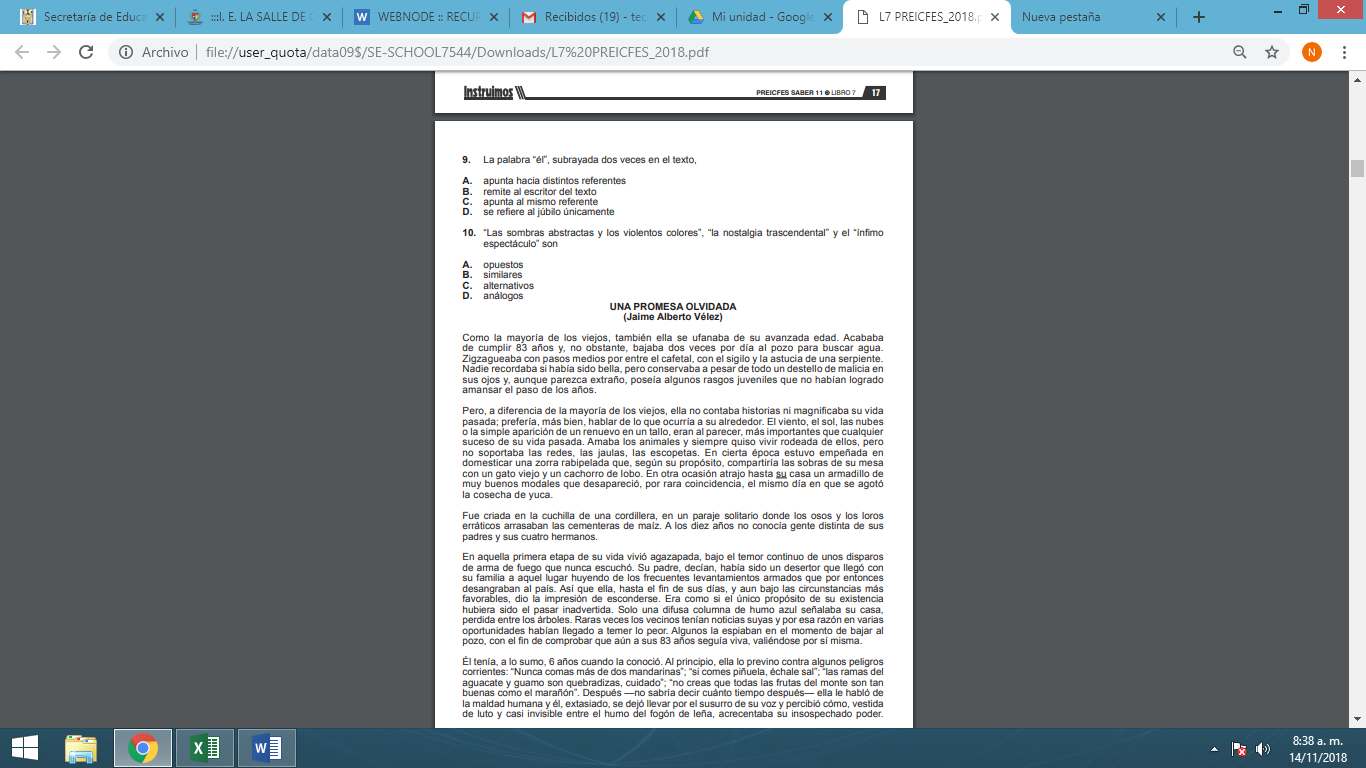 Secretaría de Educa
:::I. E. LA SALLE DE
WEBNODE :: RECUP
Recibidos (19) - tec
Mi unidad - Google
L7 PREICFES_2018.p
Nueva pestaña
Archivo file://user_quota/data09$/SE-SCHOOL7544/Downloads/L7%20PREICFES_2018.pdf
N
Instruimos PREICFES SABER 11 LIBRO 7 17
9. La palabra “él”, subrayada dos veces en el texto,
A. apunta hacia distintos referentes
B. remite al escritor del texto
C. apunta al mismo referente
D. se refiere al júbilo únicamente
10. “Las sombras abstractas y los violentos colores”, “la nostalgia trascendental” y el “ínfimo
espectáculo” son
A. opuestos
B. similares
C. alternativos
D. análogos
UNA PROMESA OLVIDADA
(Jaime Alberto Vélez)
Como la mayoría de los viejos, también ella se ufanaba de su avanzada edad. Acababa
de cumplir 83 años y, no obstante, bajaba dos veces por día al pozo para buscar agua.
Zigzagueaba con pasos medios por entre el cafetal, con el sigilo y la astucia de una serpiente.
Nadie recordaba si había sido bella, pero conservaba a pesar de todo un destello de malicia en
sus ojos y, aunque parezca extraño, poseía algunos rasgos juveniles que no habían logrado
amansar el paso de los años.
Pero, a diferencia de la mayoría de los viejos, ella no contaba historias ni magnificaba su vida
pasada; prefería, más bien, hablar de lo que ocurría a su alrededor. El viento, el sol, las nubes
o la simple aparición de un renuevo en un tallo, eran al parecer, más importantes que cualquier
suceso de su vida pasada. Amaba los animales y siempre quiso vivir rodeada de ellos, pero
no soportaba las redes, las jaulas, las escopetas. En cierta época estuvo empeñada en
domesticar una zorra rabipelada que, según su propósito, compartiría las sobras de su mesa
con un gato viejo y un cachorro de lobo. En otra ocasión atrajo hasta su casa un armadillo de
muy buenos modales que desapareció, por rara coincidencia, el mismo día en que se agotó
la cosecha de yuca.
Fue criada en la cuchilla de una cordillera, en un paraje solitario donde los osos y los loros
erráticos arrasaban las cementeras de maíz. A los diez años no conocía gente distinta de sus
padres y sus cuatro hermanos.
En aquella primera etapa de su vida vivió agazapada, bajo el temor continuo de unos disparos
de arma de fuego que nunca escuchó. Su padre, decían, había sido un desertor que llegó con
su familia a aquel lugar huyendo de los frecuentes levantamientos armados que por entonces
desangraban al país. Así que ella, hasta el fin de sus días, y aun bajo las circunstancias más
favorables, dio la impresión de esconderse. Era como si el único propósito de su existencia
hubiera sido el pasar inadvertida. Solo una difusa columna de humo azul señalaba su casa,
perdida entre los árboles. Raras veces los vecinos tenían noticias suyas y por esa razón en varias
oportunidades habían llegado a temer lo peor. Algunos la espiaban en el momento de bajar al
pozo, con el fin de comprobar que aún a sus 83 años seguía viva, valiéndose por sí misma.
Él tenía, a lo sumo, 6 años cuando la conoció. Al principio, ella lo previno contra algunos peligros
corrientes: “Nunca comas más de dos mandarinas”; “si comes piñuela, échale sal”; “las ramas del
aguacate y guamo son quebradizas, cuidado”; “no creas que todas las frutas del monte son tan
buenas como el marañón”. Después —no sabría decir cuánto tiempo después— ella le habló de
la maldad humana y él, extasiado, se dejó llevar por el susurro de su voz y percibió cómo, vestida
de luto y casi invisible entre el humo del fogón de leña, acrecentaba su insospechado poder.
8:38 a. m.
14/11/2018